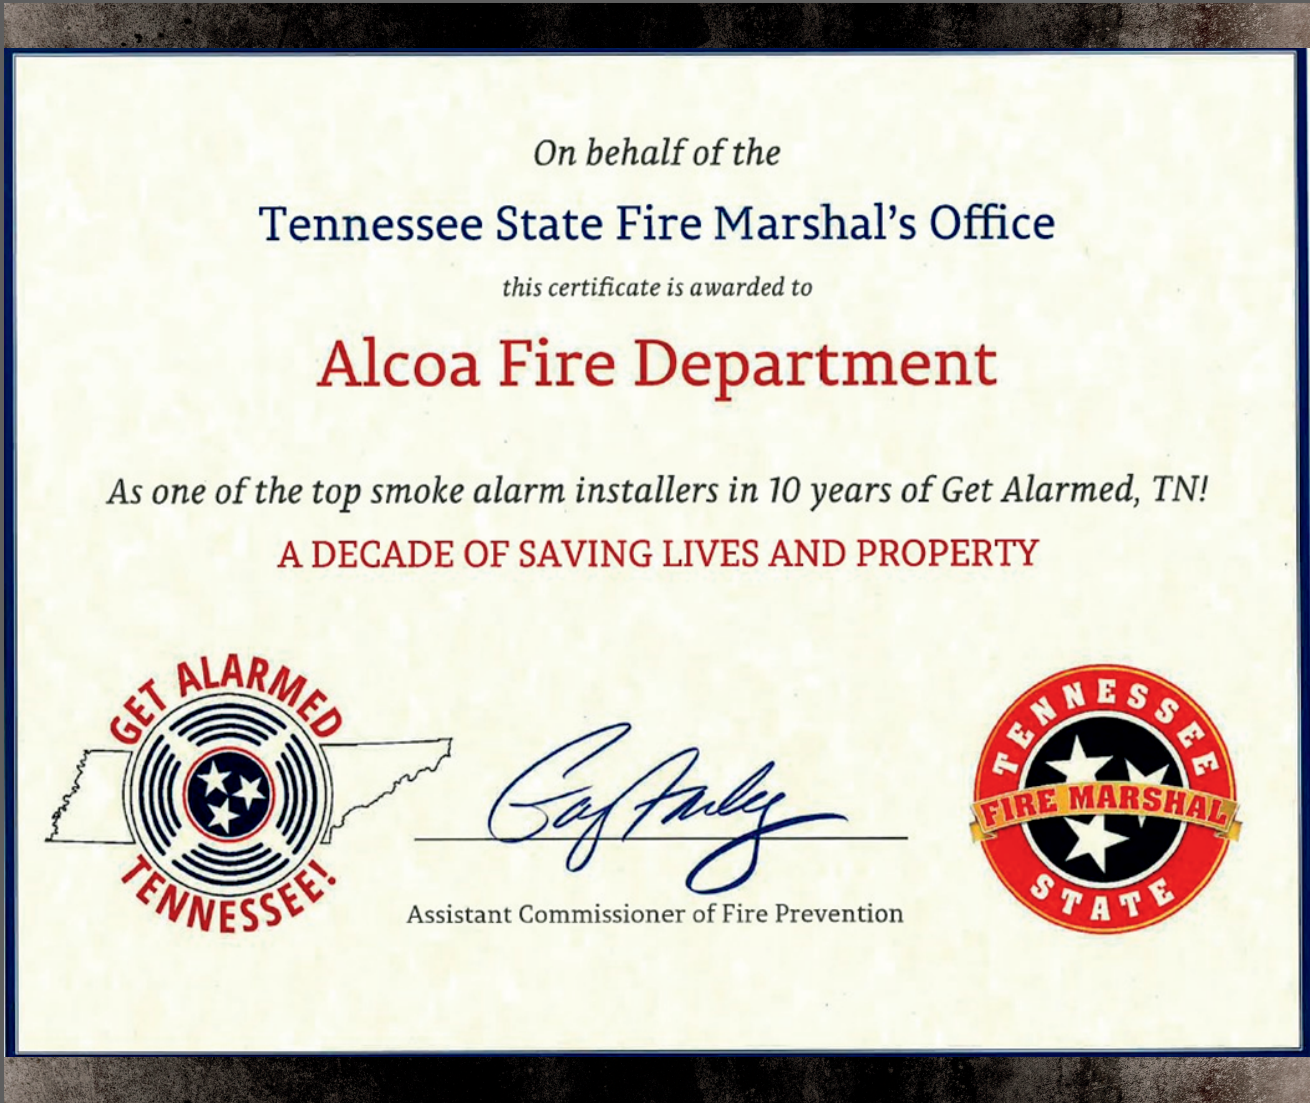 On behalf of the
Tennessee State Fire Marshal's Office
this certificate is awarded to
Alcoa Fire Department
As one of the top smoke alarm installers in 10 years of Get Alarmed, TN!
A DECADE OF SAVING LIVES AND PROPERTY
GET ALARMED
TENNESSEE!
Gary Farley
Assistant Commissioner of Fire Prevention
TENNESSEE
FIRE MARSHAL
STATE